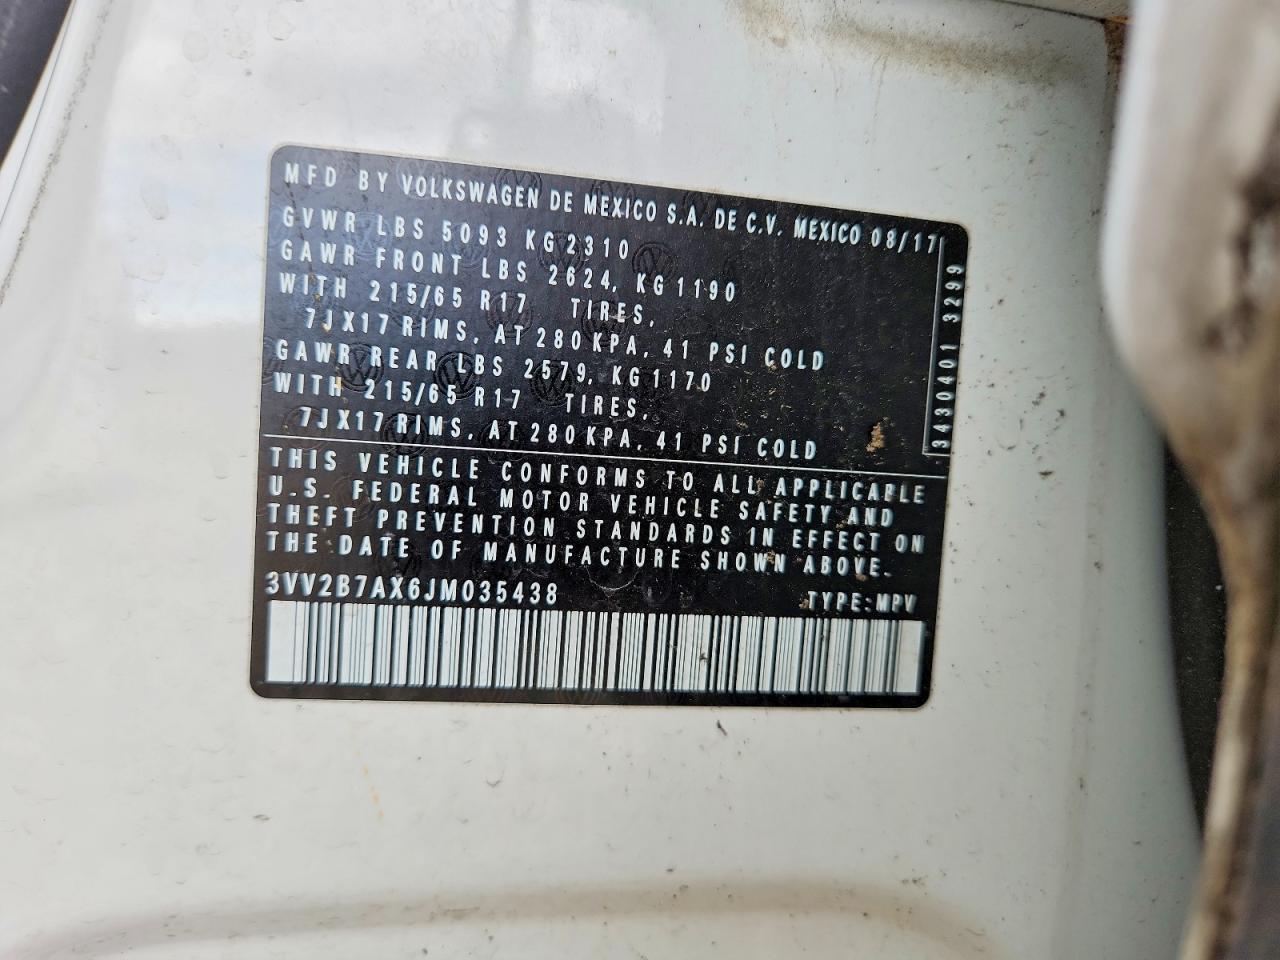 MFD BY VOLKSWAGEN DE MEXICO S.A. DE C.V. MEXICO 08/17
GVWR LBS 5093 KG 2310
GAWR FRONT LBS 2624, KG 1190
WITH 215/65 R17 TIRES,
7JX17 RIMS, AT 280 KPA, 41 PSI COLD
GAWR REAR LBS 2579, KG 1170
WITH 215/65 R17 TIRES,
7JX17 RIMS, AT 280 KPA, 41 PSI COLD
3430401 3299
THIS VEHICLE CONFORMS TO ALL APPLICABLE
U.S. FEDERAL MOTOR VEHICLE SAFETY AND
THEFT PREVENTION STANDARDS IN EFFECT ON
THE DATE OF MANUFACTURE SHOWN ABOVE.
3VV2B7AX6JM035438 TYPE: MPV